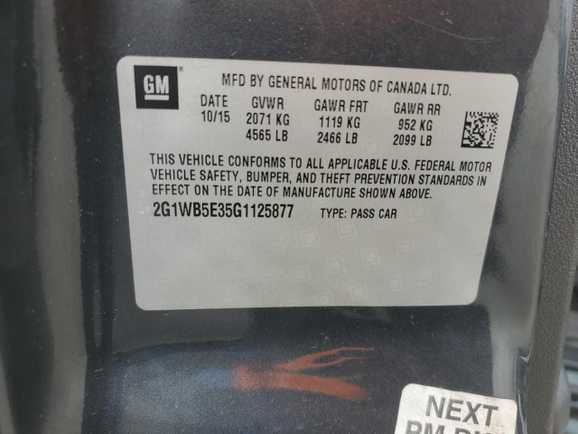 GM MFD BY GENERAL MOTORS OF CANADA LTD.
DATE GVWR GAWR FRT GAWR RR
10/15 2071 KG 1119 KG 952 KG
4565 LB 2466 LB 2099 LB
THIS VEHICLE CONFORMS TO ALL APPLICABLE U.S. FEDERAL MOTOR
VEHICLE SAFETY, BUMPER, AND THEFT PREVENTION STANDARDS IN
EFFECT ON THE DATE OF MANUFACTURE SHOWN ABOVE.
2G1WB5E35G1125877 TYPE: PASS CAR
NEXT
PM